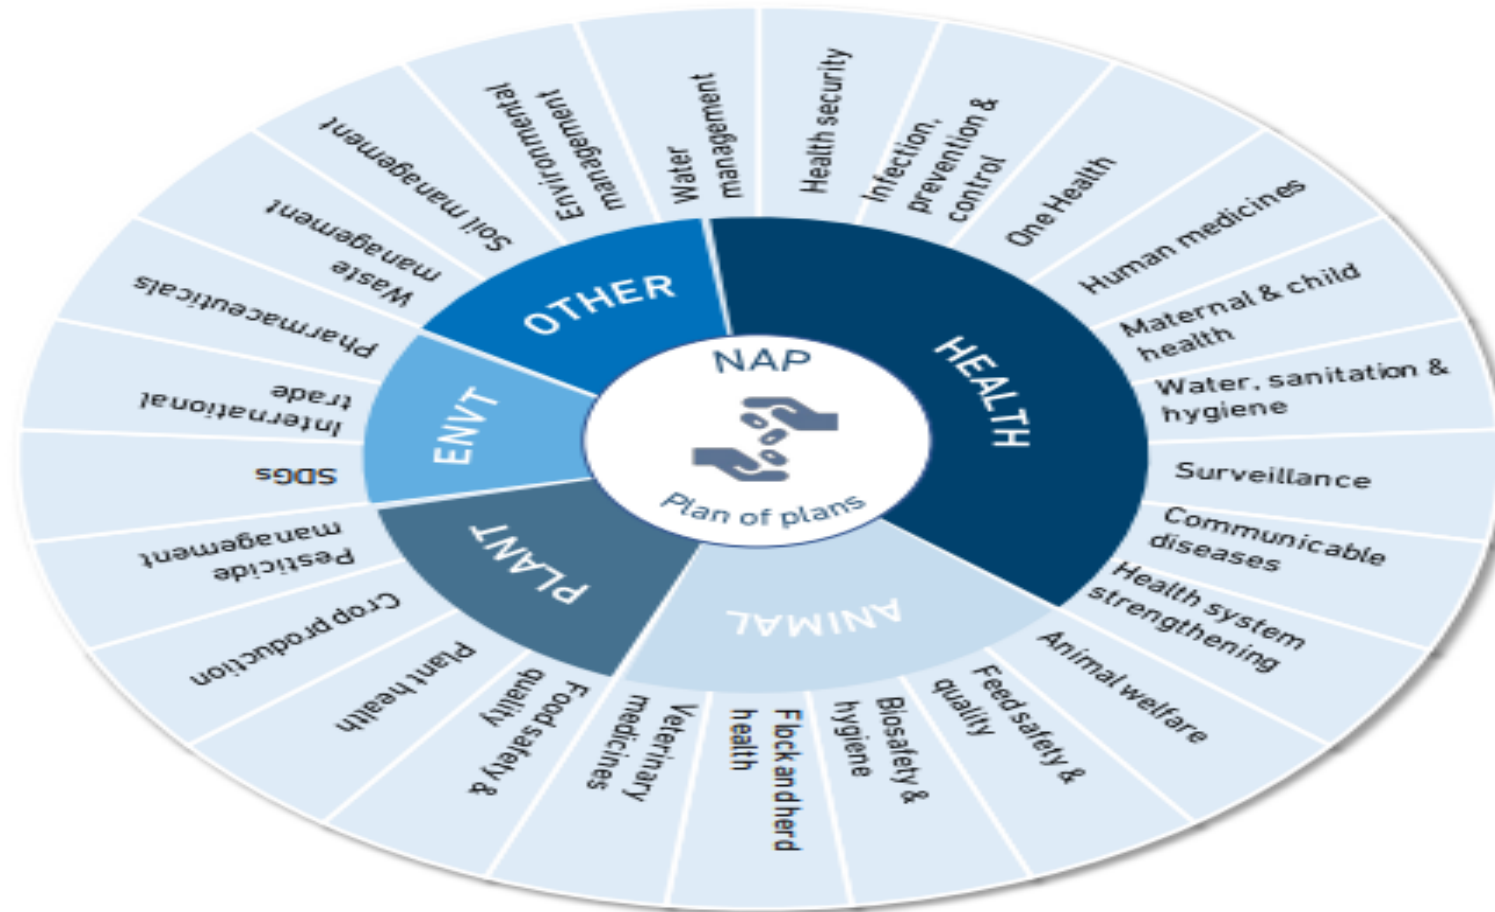 NAP
Plan of plans
HEALTH
ANIMAL
PLANT
ENVT
OTHER
Health security
Infection,
prevention &
control
One Health
Human medicines
Maternal & child
health
Water, sanitation &
hygiene
Surveillance
Communicable
diseases
Health system
strengthening
Animal welfare
Feed safety &
quality
Biosafety &
hygiene
Flock and herd
health
Veterinary
medicines
Food safety &
quality
Plant health
Crop production
Pesticide
management
SDGs
International
trade
Pharmaceuticals
Waste
management
Soil management
Environmental
management
Water
management